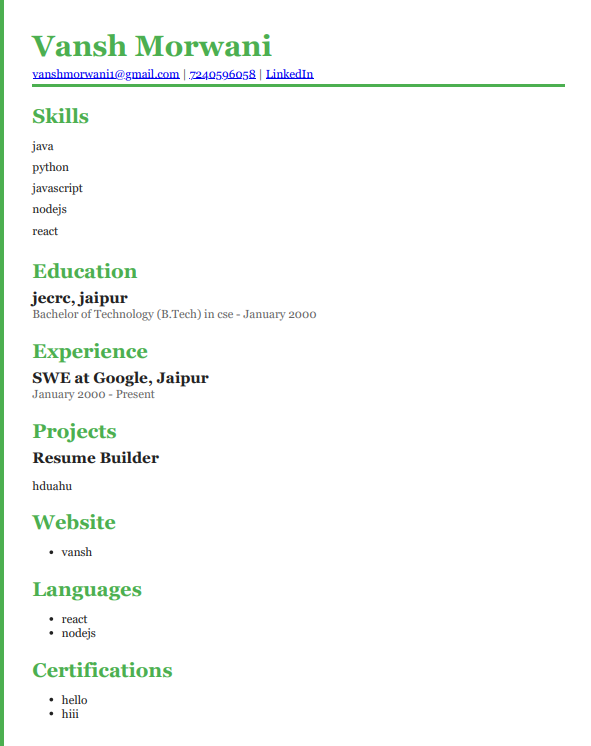 Vansh Morwani
vanshmorwani1@gmail.com | 7240596058 | LinkedIn
Skills
java
python
javascript
nodejs
react
Education
jecrc, jaipur
Bachelor of Technology (B.Tech) in cse - January 2000
Experience
SWE at Google, Jaipur
January 2000 - Present
Projects
Resume Builder
hduahu
Website
• vansh
Languages
• react
• nodejs
Certifications
• hello
• hiii